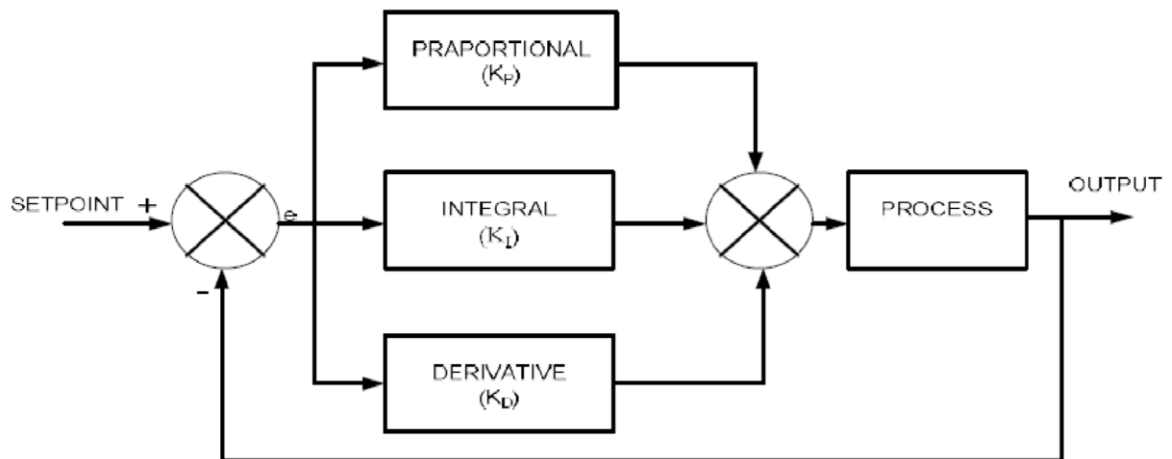 PRAPORTIONAL
(KP)
SETPOINT +
e
INTEGRAL
(KI)
PROCESS
OUTPUT
-
DERIVATIVE
(KD)